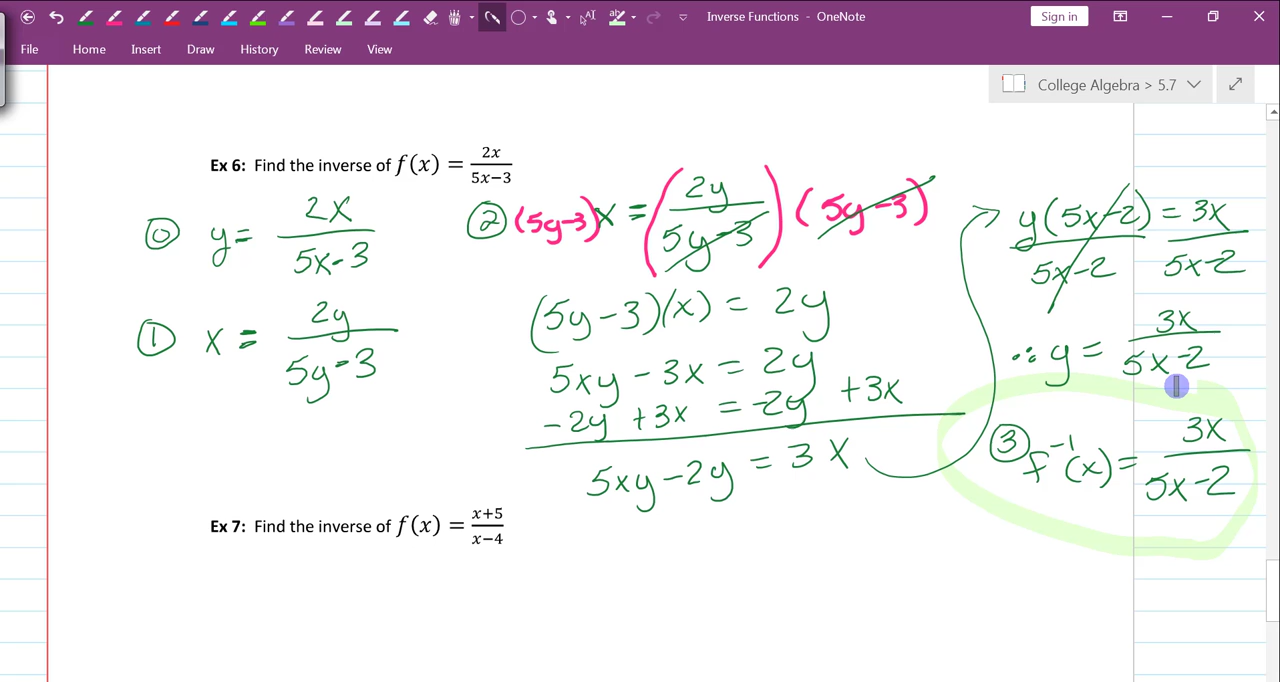 Inverse Functions - OneNote
Sign in
File Home Insert Draw History Review View
College Algebra > 5.7
Ex 6: Find the inverse of f(x) = 2x/(5x−3)
⓪ y = 2x/(5x-3)
① x = 2y/(5y-3)
② (5y-3)x = (2y/(5y-3)) (5y-3)
(5y-3)(x) = 2y
5xy - 3x = 2y
-2y +3x = -2y +3x
5xy-2y = 3x
y(5x-2)/(5x-2) = 3x/(5x-2)
∴ y = 3x/(5x-2)
③ f⁻¹(x) = 3x/(5x-2)
Ex 7: Find the inverse of f(x) = (x+5)/(x−4)